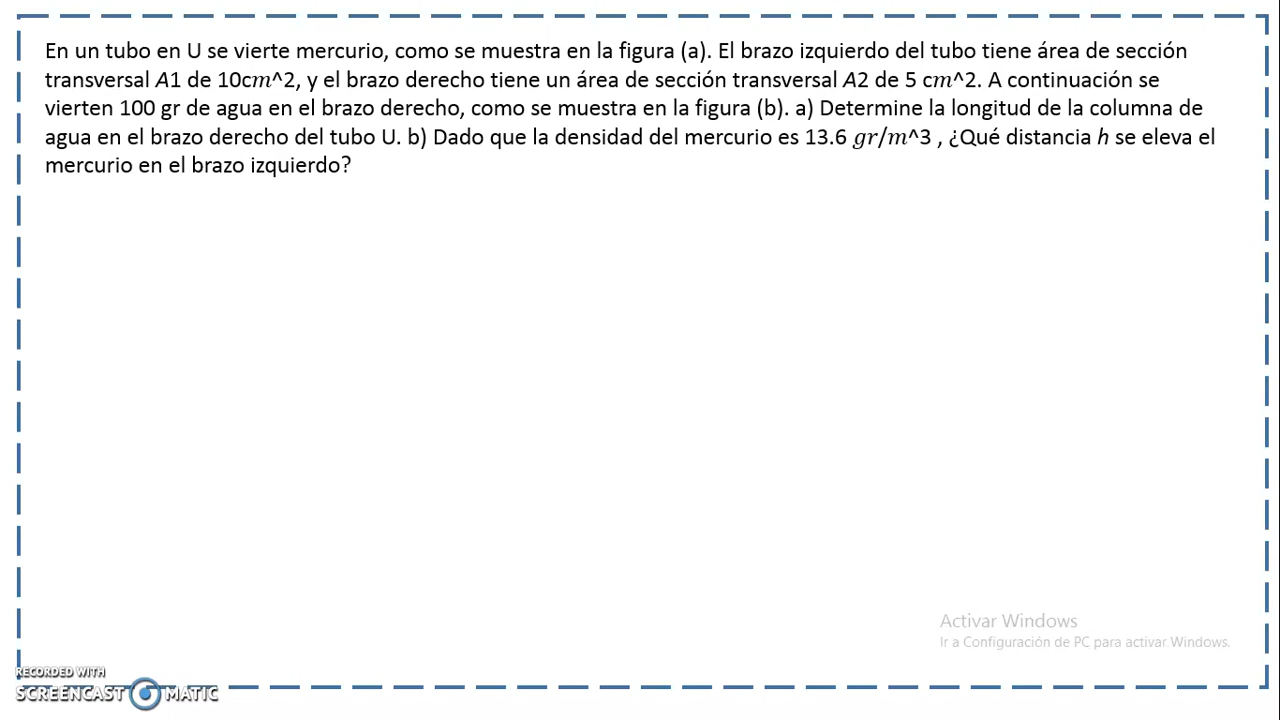 En un tubo en U se vierte mercurio, como se muestra en la figura (a). El brazo izquierdo del tubo tiene área de sección
transversal A1 de 10cm^2, y el brazo derecho tiene un área de sección transversal A2 de 5 cm^2. A continuación se
vierten 100 gr de agua en el brazo derecho, como se muestra en la figura (b). a) Determine la longitud de la columna de
agua en el brazo derecho del tubo U. b) Dado que la densidad del mercurio es 13.6 gr/m^3 , ¿Qué distancia h se eleva el
mercurio en el brazo izquierdo?
Activar Windows
Ir a Configuración de PC para activar Windows.
RECORDED WITH
SCREENCAST MATIC